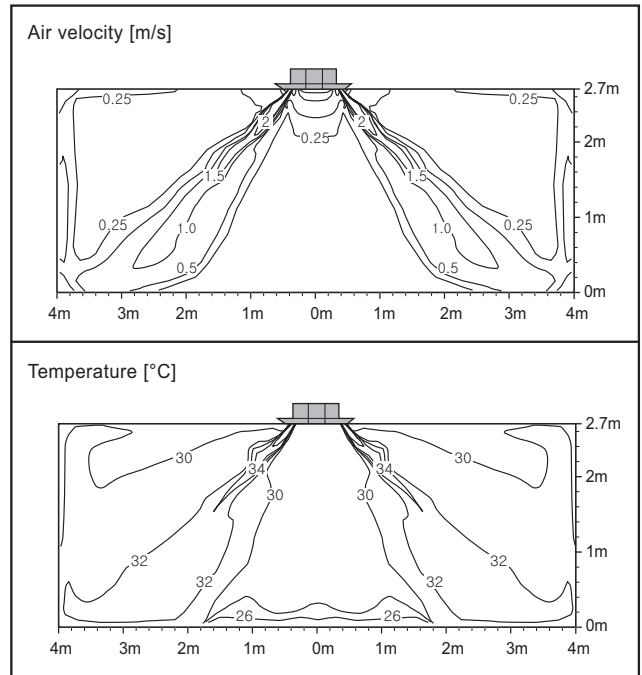 Air velocity [m/s]
2.7m
0.25 0.25
2 2
2m
0.25
1.5 1.5
0.25 1.0 1.0 0.25
1m
0.5 0.5
0m
4m 3m 2m 1m 0m 1m 2m 3m 4m
Temperature [°C]
2.7m
30 34 34 30
2m
30 30
32 32
1m
32 32
26 26
0m
4m 3m 2m 1m 0m 1m 2m 3m 4m